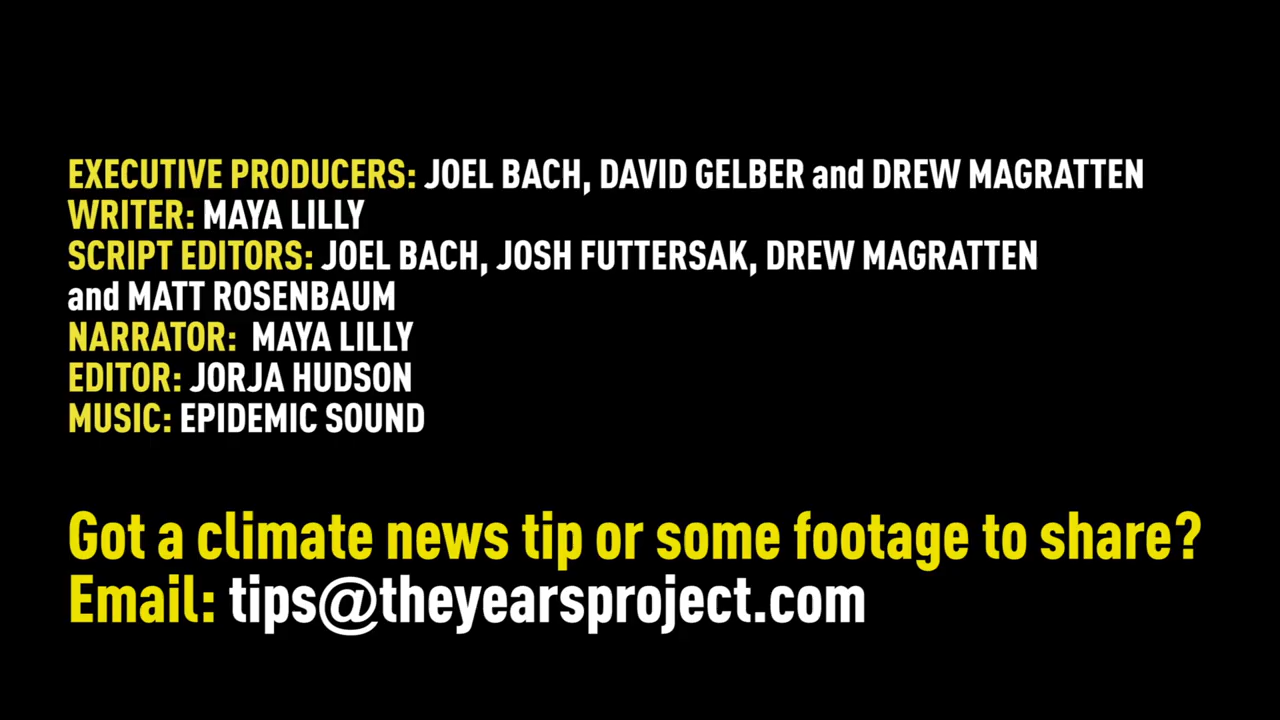 EXECUTIVE PRODUCERS: JOEL BACH, DAVID GELBER and DREW MAGRATTEN
WRITER: MAYA LILLY
SCRIPT EDITORS: JOEL BACH, JOSH FUTTERSAK, DREW MAGRATTEN
and MATT ROSENBAUM
NARRATOR: MAYA LILLY
EDITOR: JORJA HUDSON
MUSIC: EPIDEMIC SOUND
Got a climate news tip or some footage to share?
Email: tips@theyearsproject.com